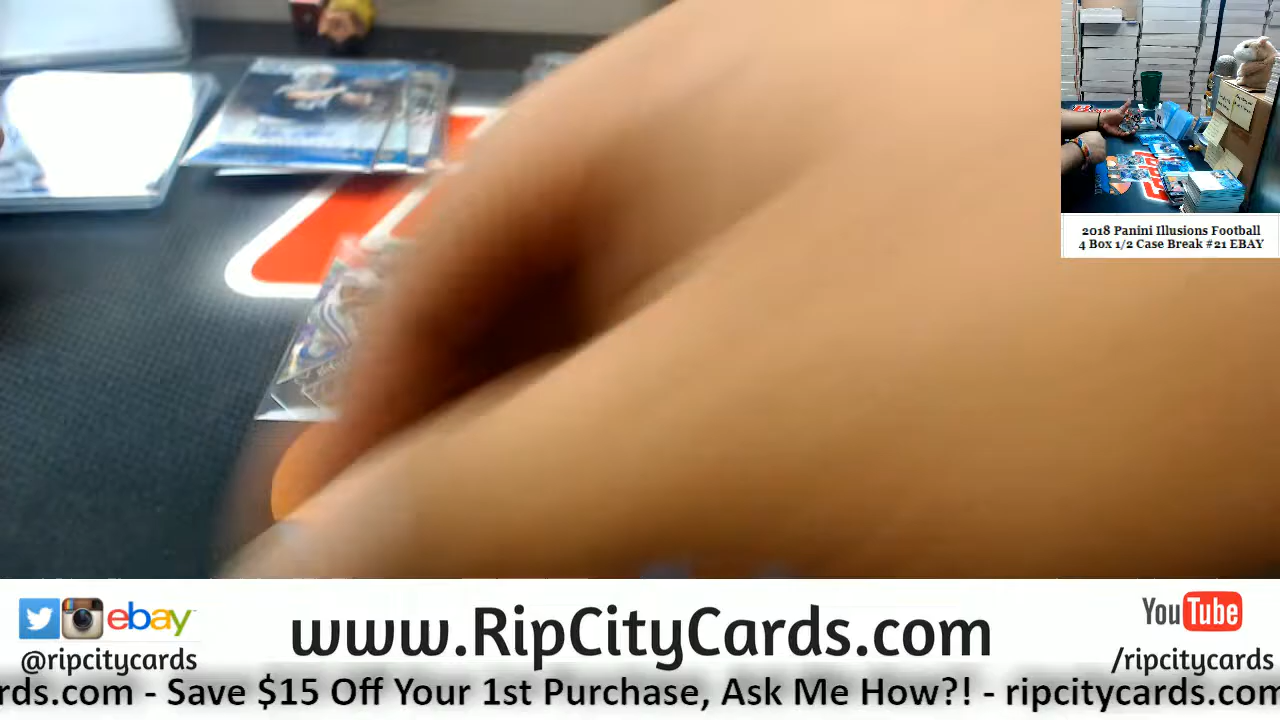 2018 Panini Illusions Football
4 Box 1/2 Case Break #21 EBAY
ebay
@ripcitycards
www.RipCityCards.com
YouTube
/ripcitycards
rds.com - Save $15 Off Your 1st Purchase, Ask Me How?! - ripcitycards.com